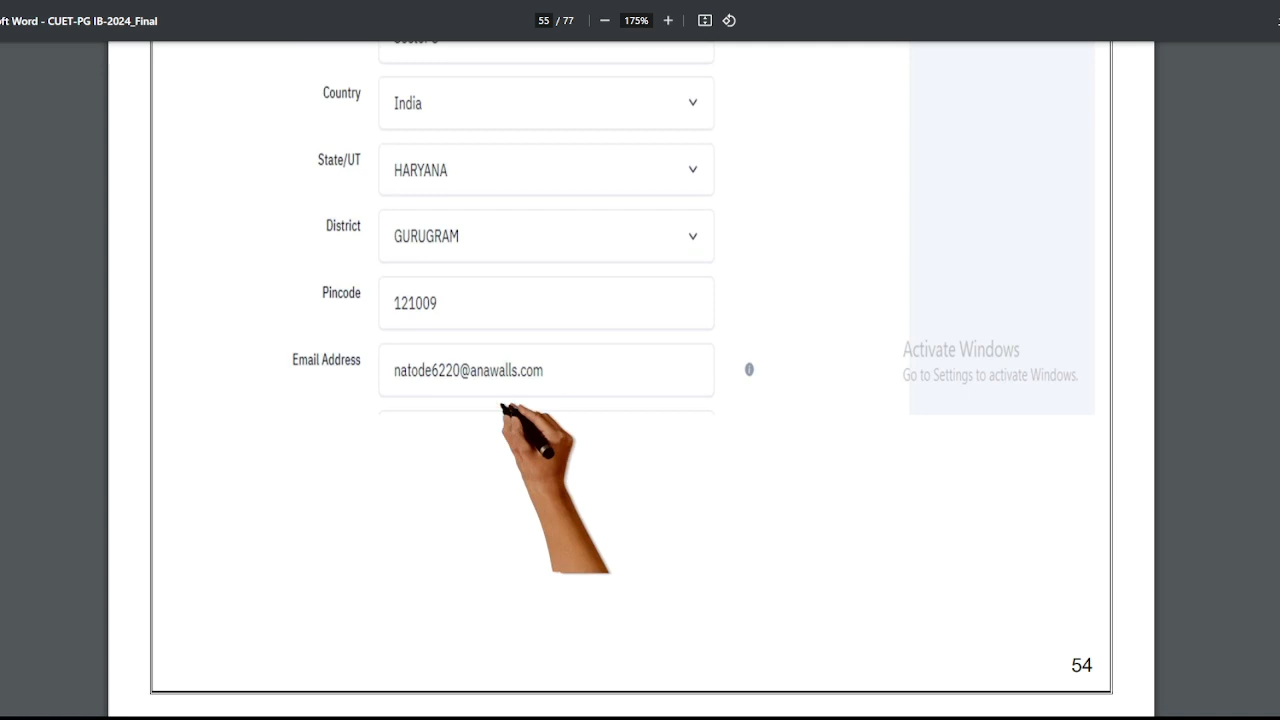 oft Word - CUET-PG IB-2024_Final
55 / 77
175%
Country
India
State/UT
HARYANA
District
GURUGRAM
Pincode
121009
Email Address
natode6220@anawalls.com
Activate Windows
Go to Settings to activate Windows.
54